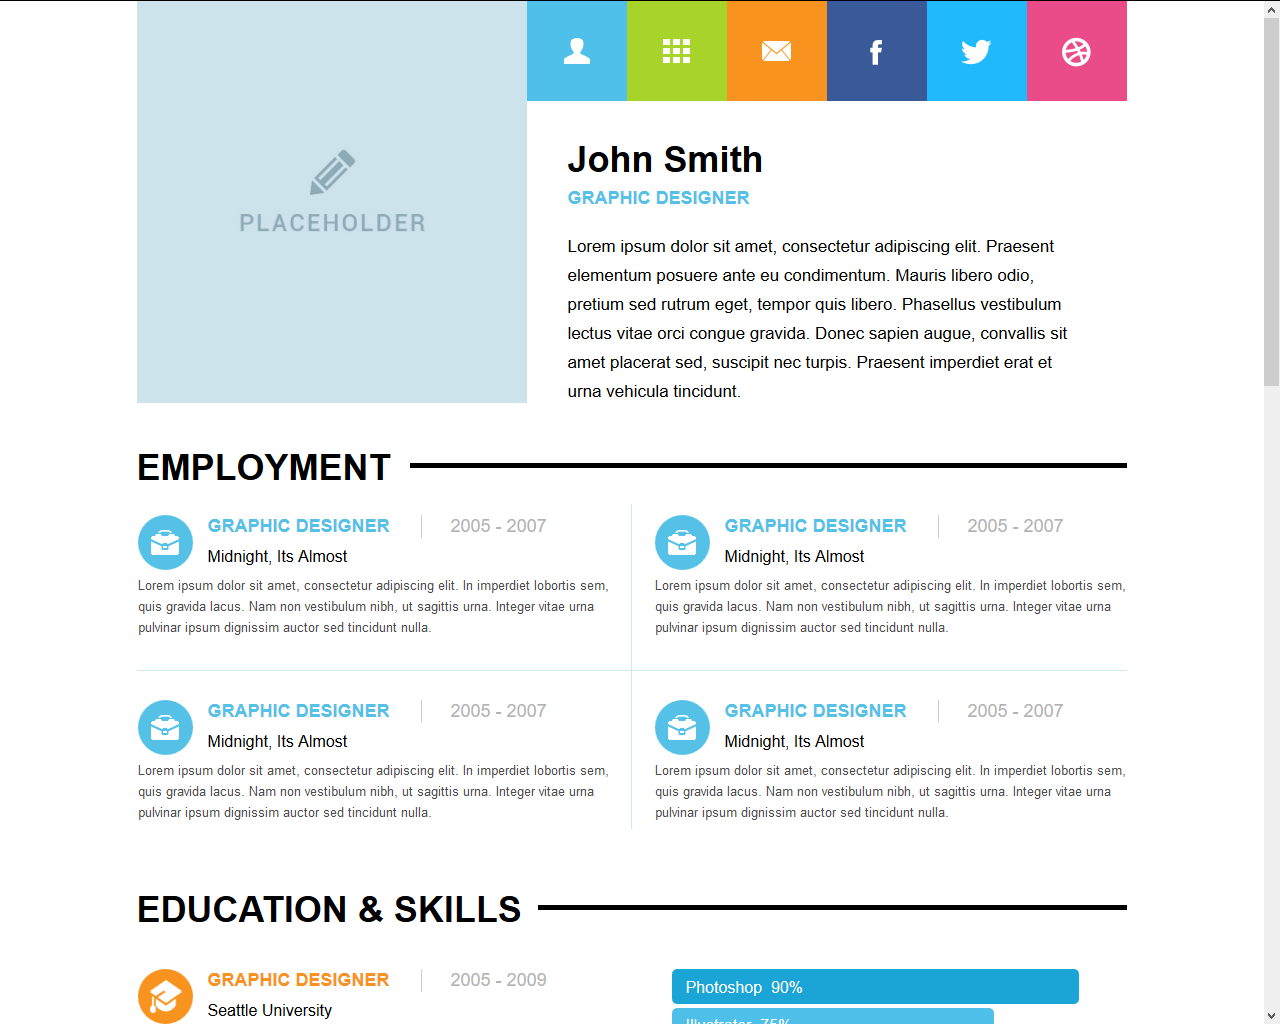 PLACEHOLDER
John Smith
GRAPHIC DESIGNER
Lorem ipsum dolor sit amet, consectetur adipiscing elit. Praesent
elementum posuere ante eu condimentum. Mauris libero odio,
pretium sed rutrum eget, tempor quis libero. Phasellus vestibulum
lectus vitae orci congue gravida. Donec sapien augue, convallis sit
amet placerat sed, suscipit nec turpis. Praesent imperdiet erat et
urna vehicula tincidunt.
EMPLOYMENT
GRAPHIC DESIGNER 2005 - 2007
Midnight, Its Almost
Lorem ipsum dolor sit amet, consectetur adipiscing elit. In imperdiet lobortis sem,
quis gravida lacus. Nam non vestibulum nibh, ut sagittis urna. Integer vitae urna
pulvinar ipsum dignissim auctor sed tincidunt nulla.
GRAPHIC DESIGNER 2005 - 2007
Midnight, Its Almost
Lorem ipsum dolor sit amet, consectetur adipiscing elit. In imperdiet lobortis sem,
quis gravida lacus. Nam non vestibulum nibh, ut sagittis urna. Integer vitae urna
pulvinar ipsum dignissim auctor sed tincidunt nulla.
GRAPHIC DESIGNER 2005 - 2007
Midnight, Its Almost
Lorem ipsum dolor sit amet, consectetur adipiscing elit. In imperdiet lobortis sem,
quis gravida lacus. Nam non vestibulum nibh, ut sagittis urna. Integer vitae urna
pulvinar ipsum dignissim auctor sed tincidunt nulla.
GRAPHIC DESIGNER 2005 - 2007
Midnight, Its Almost
Lorem ipsum dolor sit amet, consectetur adipiscing elit. In imperdiet lobortis sem,
quis gravida lacus. Nam non vestibulum nibh, ut sagittis urna. Integer vitae urna
pulvinar ipsum dignissim auctor sed tincidunt nulla.
EDUCATION & SKILLS
GRAPHIC DESIGNER 2005 - 2009
Seattle University
Photoshop 90%
Illustrator 75%